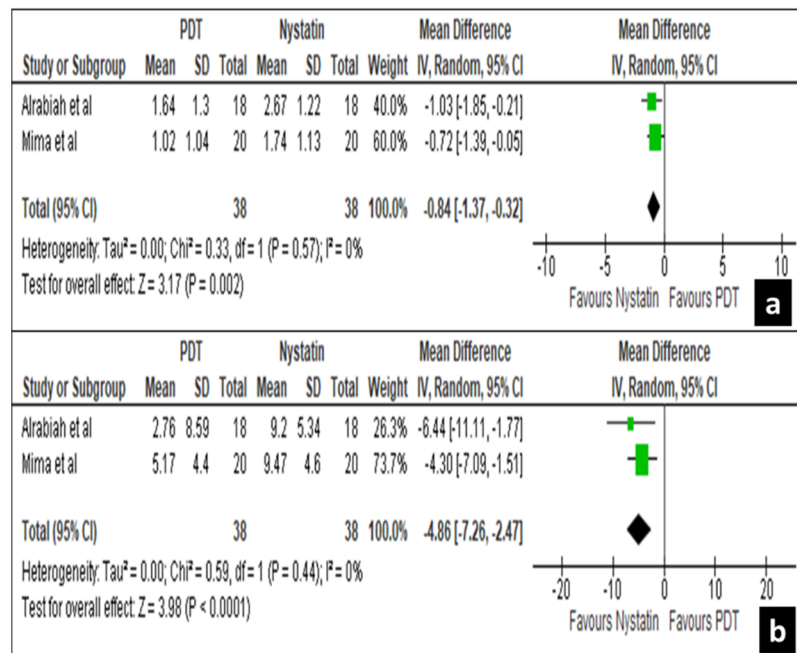 PDT Nystatin Mean Difference Mean Difference
Study or Subgroup Mean SD Total Mean SD Total Weight IV, Random, 95% CI IV, Random, 95% CI
Alrabiah et al 1.64 1.3 18 2.67 1.22 18 40.0% -1.03 [-1.85, -0.21]
Mima et al 1.02 1.04 20 1.74 1.13 20 60.0% -0.72 [-1.39, -0.05]
Total (95% CI) 38 38 100.0% -0.84 [-1.37, -0.32]
Heterogeneity: Tau² = 0.00; Chi² = 0.33, df = 1 (P = 0.57); I² = 0%
Test for overall effect: Z = 3.17 (P = 0.002)
-10 -5 0 5 10
Favours Nystatin Favours PDT
a
PDT Nystatin Mean Difference Mean Difference
Study or Subgroup Mean SD Total Mean SD Total Weight IV, Random, 95% CI IV, Random, 95% CI
Alrabiah et al 2.76 8.59 18 9.2 5.34 18 26.3% -6.44 [-11.11, -1.77]
Mima et al 5.17 4.4 20 9.47 4.6 20 73.7% -4.30 [-7.09, -1.51]
Total (95% CI) 38 38 100.0% -4.86 [-7.26, -2.47]
Heterogeneity: Tau² = 0.00; Chi² = 0.59, df = 1 (P = 0.44); I² = 0%
Test for overall effect: Z = 3.98 (P < 0.0001)
-20 -10 0 10 20
Favours Nystatin Favours PDT
b